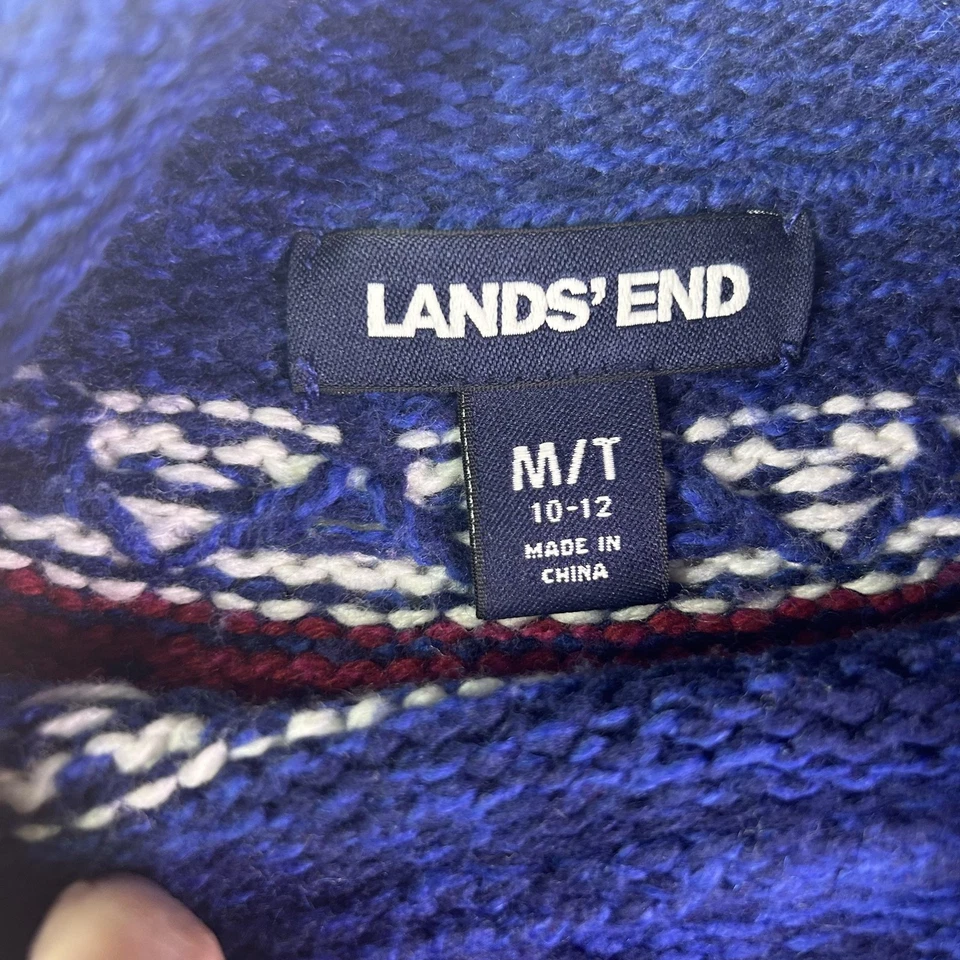 LANDS' END
M/T
10-12
MADE IN
CHINA